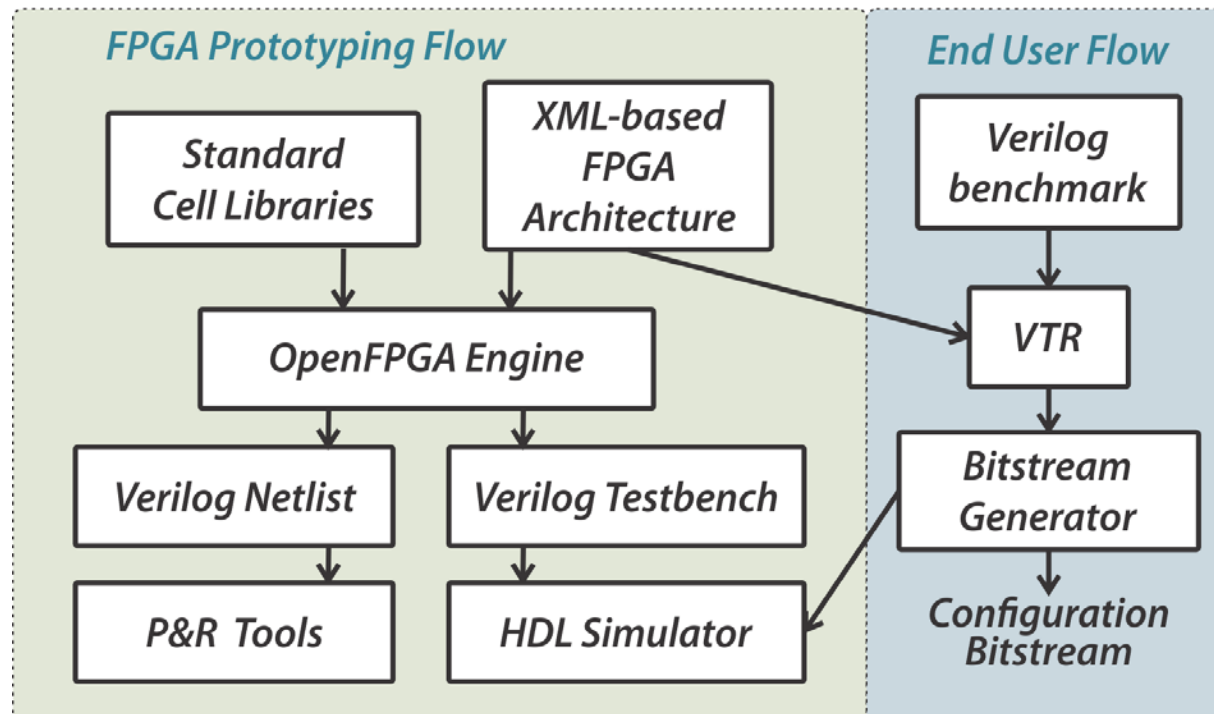 FPGA Prototyping Flow
Standard
Cell Libraries
XML-based
FPGA
Architecture
OpenFPGA Engine
Verilog Netlist
Verilog Testbench
P&R Tools
HDL Simulator
End User Flow
Verilog
benchmark
VTR
Bitstream
Generator
Configuration
Bitstream